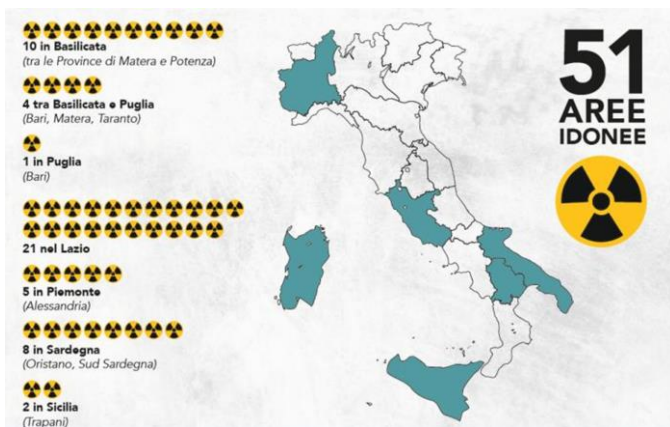 10 in Basilicata
(tra le Province di Matera e Potenza)
4 tra Basilicata e Puglia
(Bari, Matera, Taranto)
1 in Puglia
(Bari)
21 nel Lazio
5 in Piemonte
(Alessandria)
8 in Sardegna
(Oristano, Sud Sardegna)
2 in Sicilia
(Trapani)
51
AREE
IDONEE